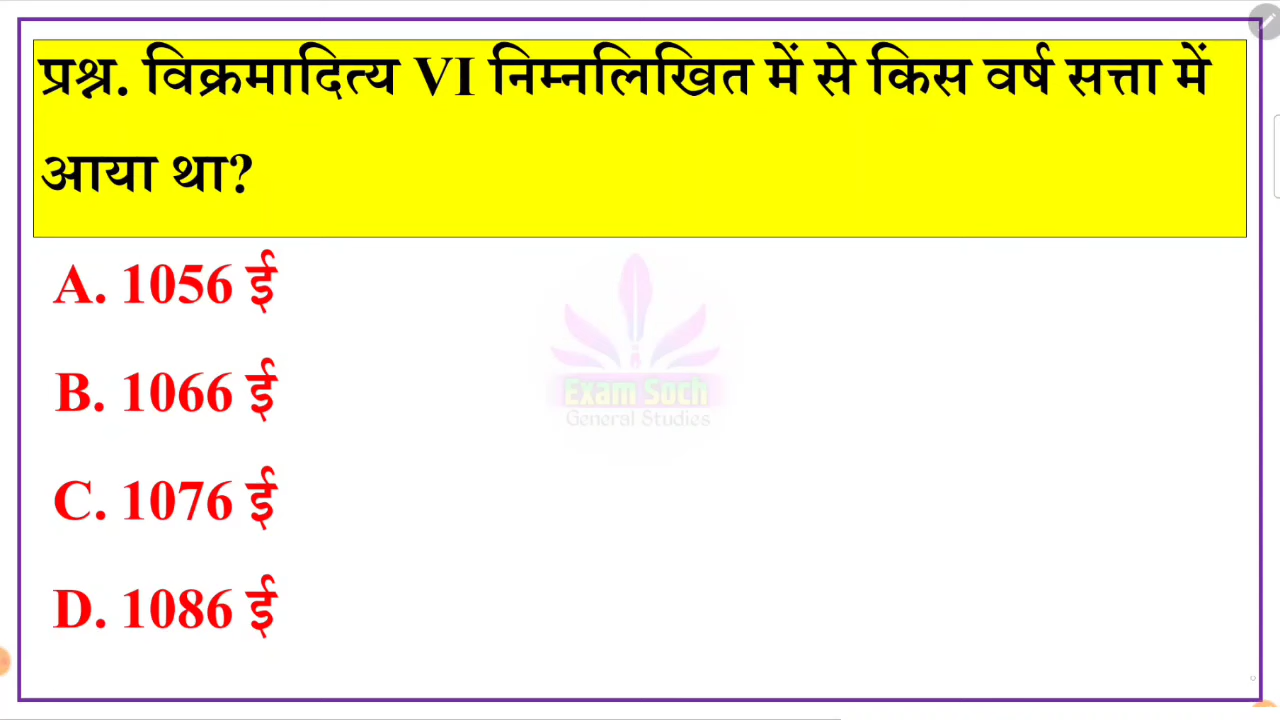 प्रश्न. विक्रमादित्य VI निम्नलिखित में से किस वर्ष सत्ता में
आया था?
A. 1056 ई
B. 1066 ई
Exam Soch
General Studies
C. 1076 ई
D. 1086 ई